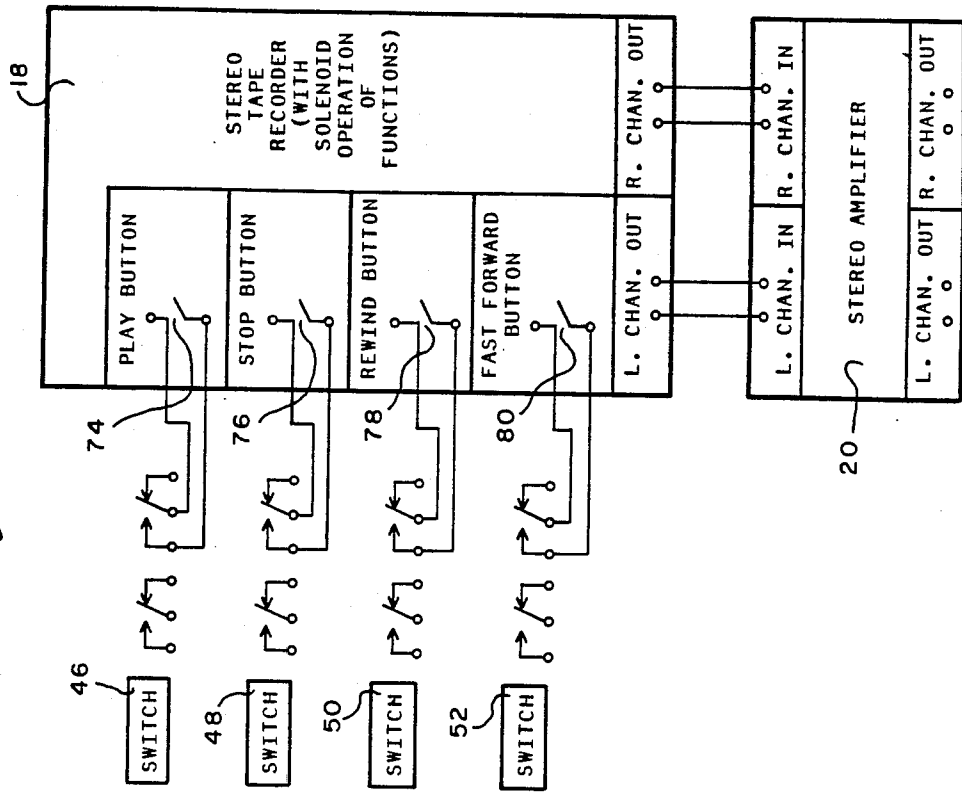 18
STEREO
TAPE
RECORDER
(WITH
SOLENOID
OPERATION
OF
FUNCTIONS)
PLAY BUTTON
74
46
SWITCH
STOP BUTTON
76
48
SWITCH
REWIND BUTTON
78
50
SWITCH
FAST FORWARD
BUTTON
80
52
SWITCH
L. CHAN. OUT
R. CHAN. OUT
L. CHAN. IN
R. CHAN. IN
STEREO AMPLIFIER
20
L. CHAN. OUT
R. CHAN. OUT